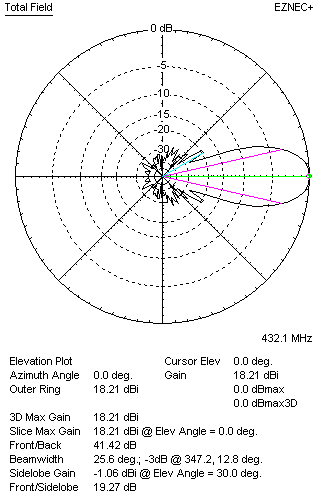 Total Field EZNEC+
0 dB
-5
-10
-15
-20
-30
432.1 MHz
Elevation Plot Cursor Elev 0.0 deg.
Azimuth Angle 0.0 deg. Gain 18.21 dBi
Outer Ring 18.21 dBi 0.0 dBmax
0.0 dBmax3D
3D Max Gain 18.21 dBi
Slice Max Gain 18.21 dBi @ Elev Angle = 0.0 deg.
Front/Back 41.42 dB
Beamwidth 25.6 deg.; -3dB @ 347.2, 12.8 deg.
Sidelobe Gain -1.06 dBi @ Elev Angle = 30.0 deg.
Front/Sidelobe 19.27 dB